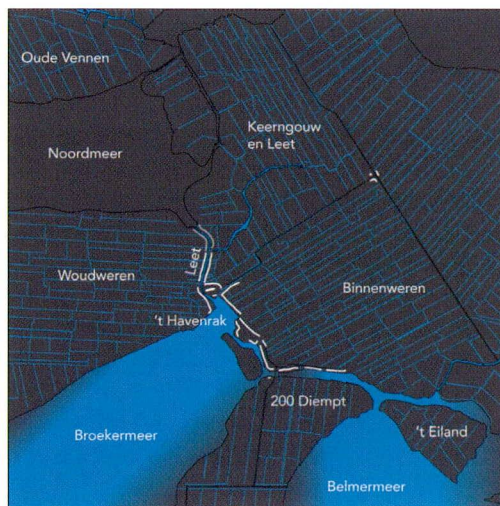 Oude Vennen
Keerngouw
en Leet
Noordmeer
Leet
Woudweren
Binnenweren
't Havenrak
200 Diempt
't Eiland
Broekermeer
Belmermeer